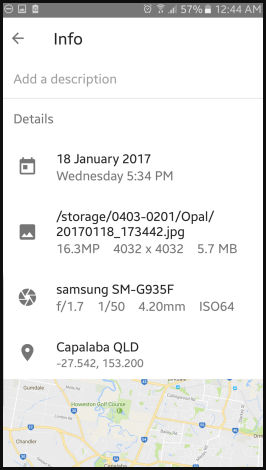 57% 12:44 AM
Info
Add a description
Details
18 January 2017
Wednesday 5:34 PM
/storage/0403-0201/Opal/
20170118_173442.jpg
16.3MP 4032 x 4032 5.7 MB
samsung SM-G935F
f/1.7 1/50 4.20mm ISO64
Capalaba QLD
-27.542, 153.200
Gumdale
Howeston Golf Course
Chandler
Capalaba